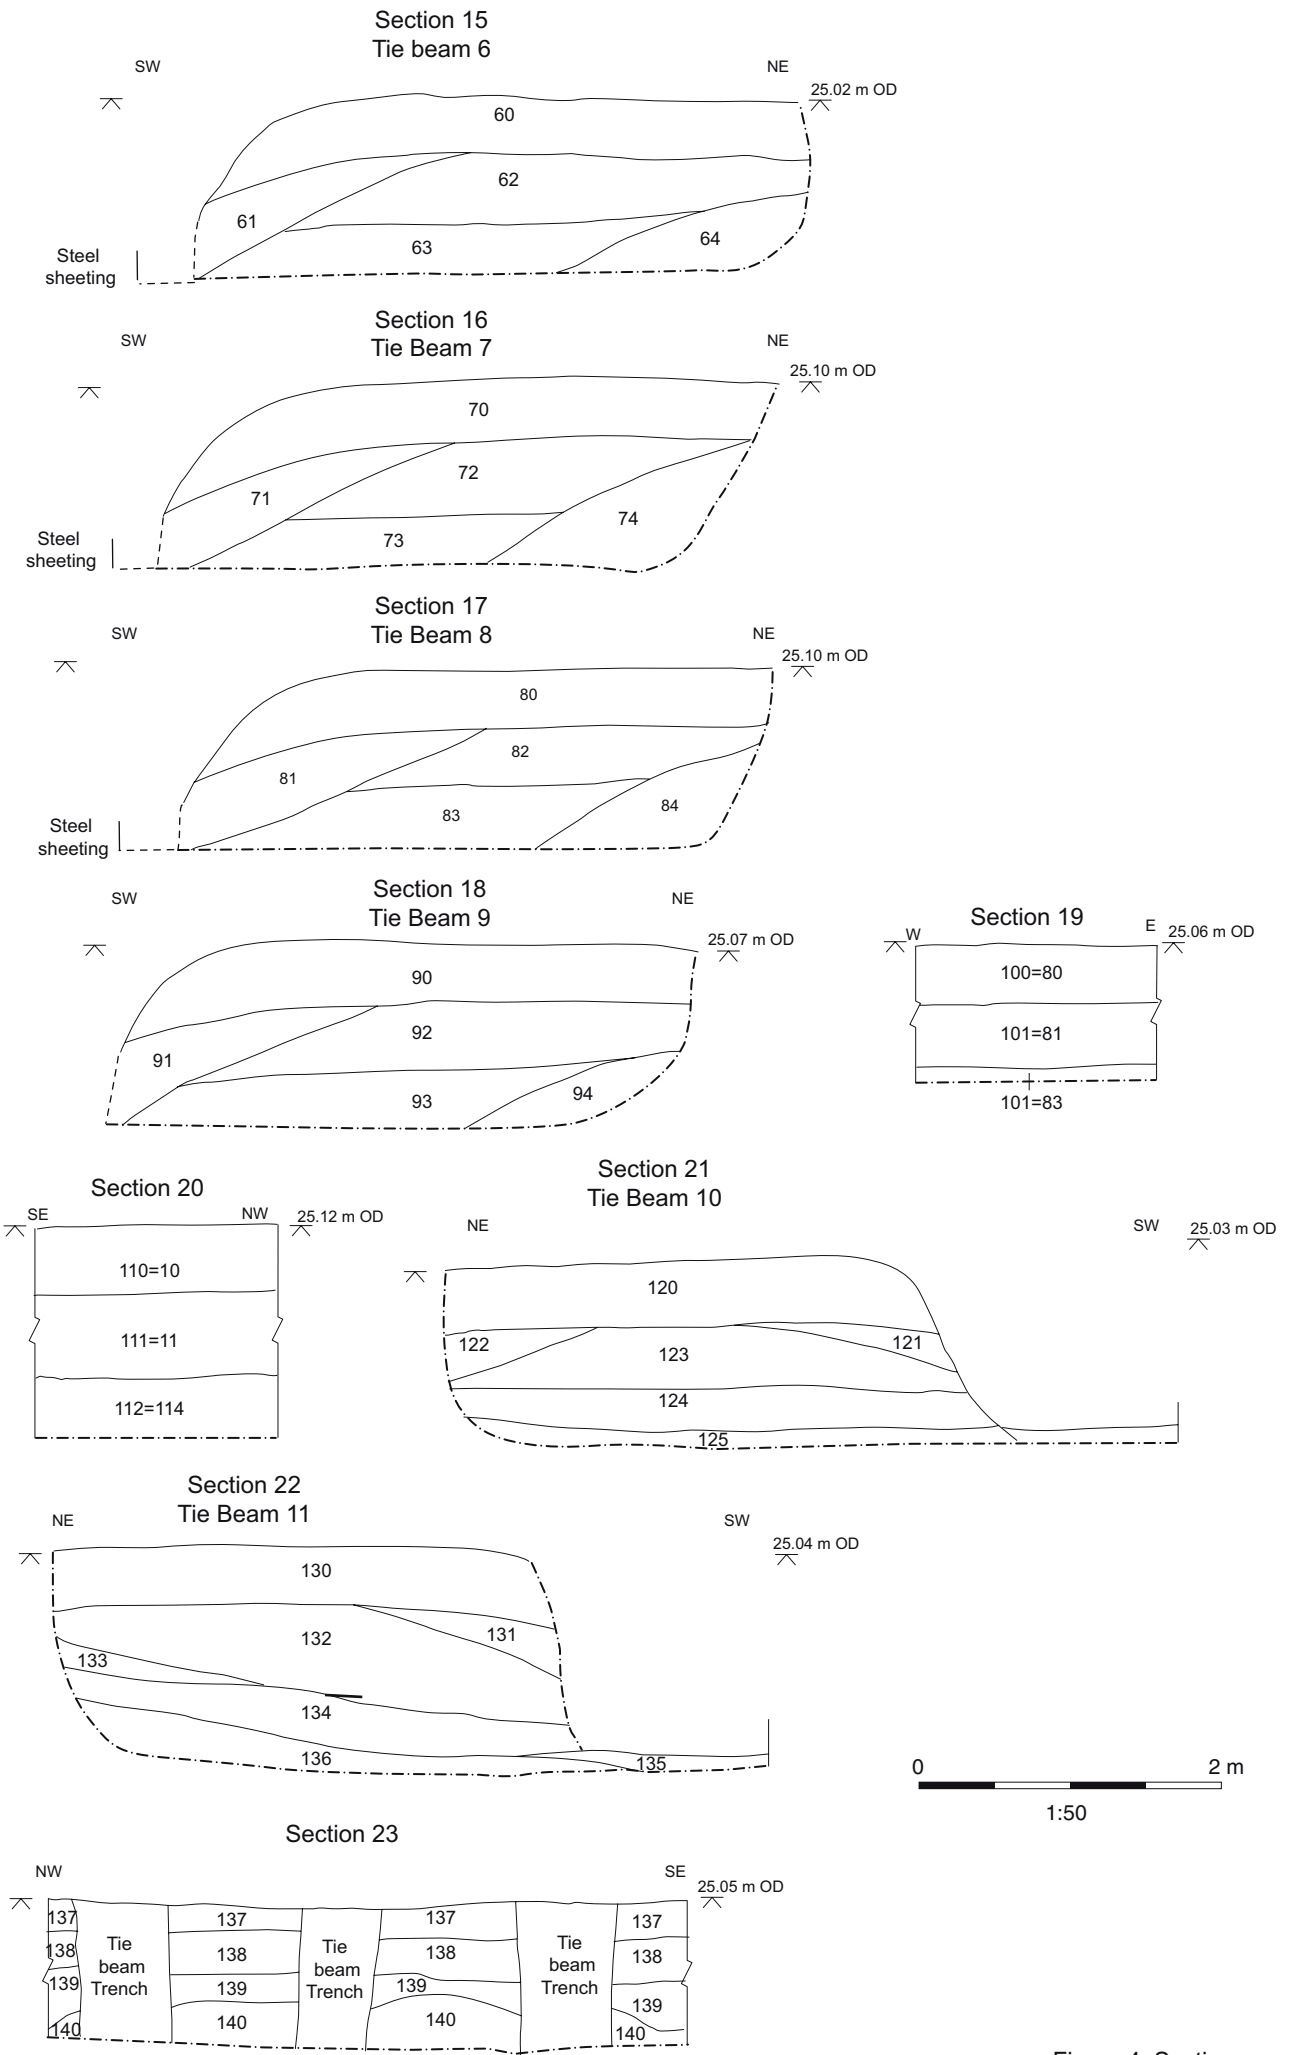 Section 15
Tie beam 6
SW
NE
25.02 m OD
60
62
61
63
64
Steel
sheeting
Section 16
Tie Beam 7
SW
NE
25.10 m OD
70
72
71
74
73
Steel
sheeting
Section 17
Tie Beam 8
SW
NE
25.10 m OD
80
82
81
84
83
Steel
sheeting
Section 18
Tie Beam 9
SW
NE
25.07 m OD
90
92
91
94
93
Section 19
W
E
25.06 m OD
100=80
101=81
101=83
Section 20
SE
NW
25.12 m OD
110=10
111=11
112=114
Section 21
Tie Beam 10
NE
SW
25.03 m OD
120
122
121
123
124
125
Section 22
Tie Beam 11
NE
SW
25.04 m OD
130
132
131
133
134
136
135
0
2 m
1:50
Section 23
NW
SE
25.05 m OD
137
137
137
137
138
138
138
138
139
139
139
139
140
140
140
140
Tie
beam
Trench
Tie
beam
Trench
Tie
beam
Trench